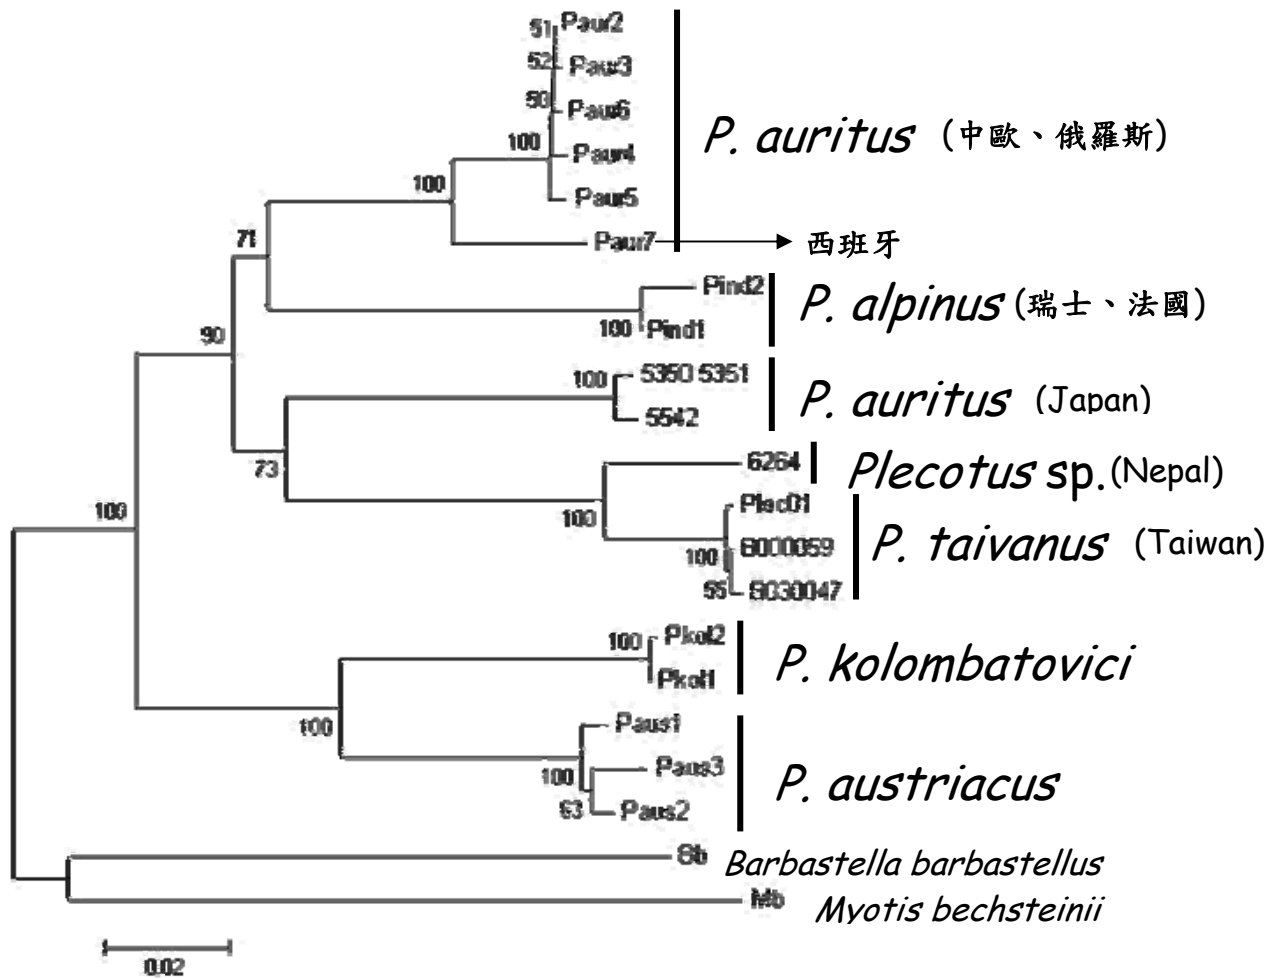 51
Paur2
52
Paur3
50
Paur6
100
Paur4
Paur5
100
Paur7
P. auritus (中歐、俄羅斯)
西班牙
71
Pind2
100 Pind1
P. alpinus (瑞士、法國)
90
100 5350 5351
5542
P. auritus (Japan)
73
6264
Plecotus sp. (Nepal)
100
Plec01
100
55
P. taivanus (Taiwan)
100
100 Pkol2
Pkol1
P. kolombatovici
100
Paus1
100 Paus3
63 Paus2
P. austriacus
Barbastella barbastellus
Mb
Myotis bechsteinii
0.02